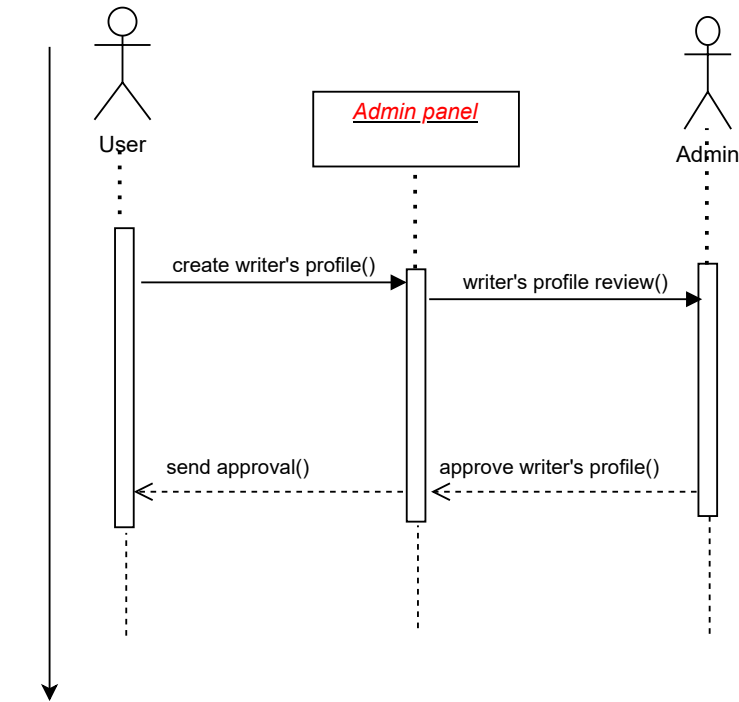 Admin panel
User
Admin
create writer's profile()
writer's profile review()
send approval()
approve writer's profile()